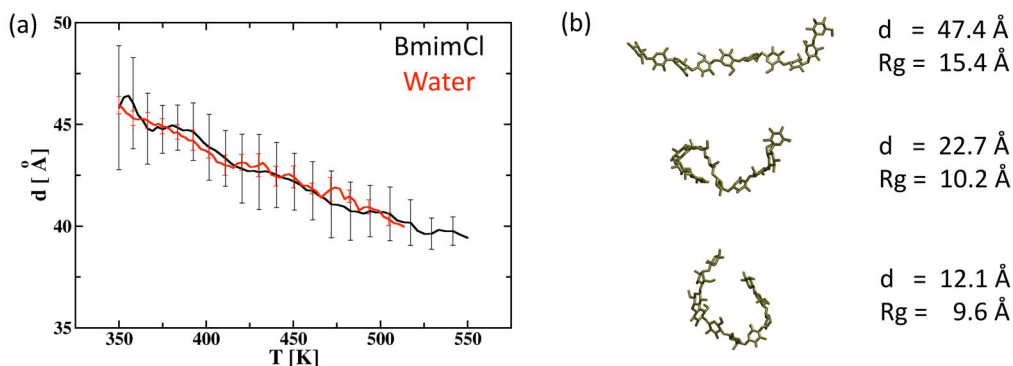 (a)
50
45
40
35
d [Å]
BmimCl
Water
350 400 450 500 550
T [K]
(b)
d = 47.4 Å
Rg = 15.4 Å
d = 22.7 Å
Rg = 10.2 Å
d = 12.1 Å
Rg = 9.6 Å